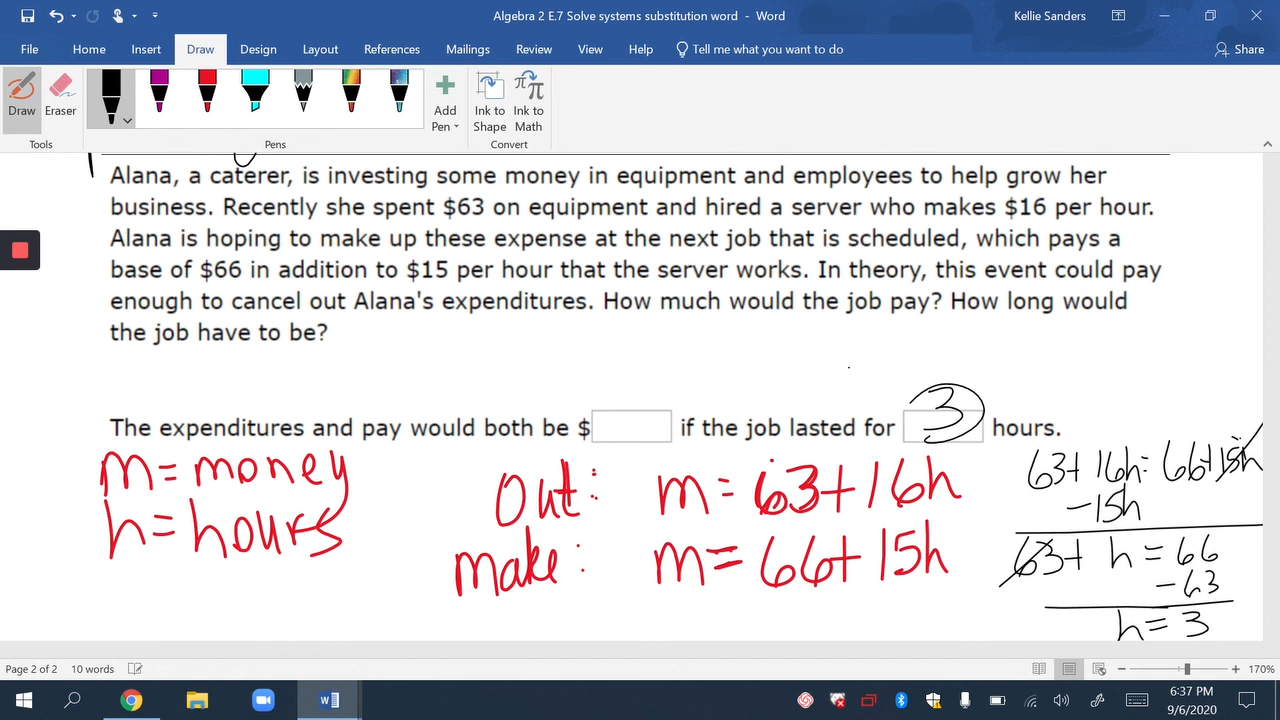 Algebra 2 E.7 Solve systems substitution word - Word
Kellie Sanders
File Home Insert Draw Design Layout References Mailings Review View Help Tell me what you to do Share
Draw Eraser Add Pen Ink to Shape Ink to Math
Tools Pens Convert
Alana, a caterer, is investing some money in equipment and employees to help grow her
business. Recently she spent $63 on equipment and hired a server who makes $16 per hour.
Alana is hoping to make up these expense at the next job that is scheduled, which pays a
base of $66 in addition to $15 per hour that the server works. In theory, this event could pay
enough to cancel out Alana's expenditures. How much would the job pay? How long would
the job have to be?
The expenditures and pay would both be $ if the job lasted for 3 hours.
m = money
h = hours
Out: m = 63 + 16h
make: m = 66 + 15h
63 + 16h = 66 + 15h
- 15h
63 + h = 66
- 63
h = 3
Page 2 of 2 10 words 170%
6:37 PM
9/6/2020